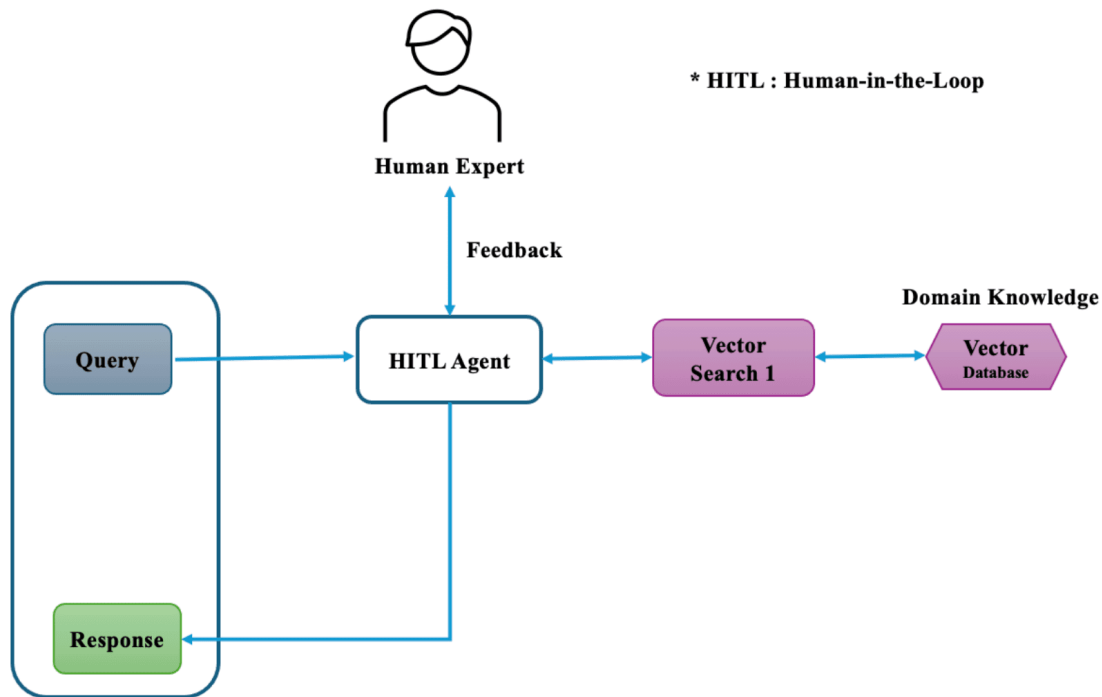 * HITL : Human-in-the-Loop
Human Expert
Feedback
Domain Knowledge
Query
HITL Agent
Vector
Search 1
Vector
Database
Response